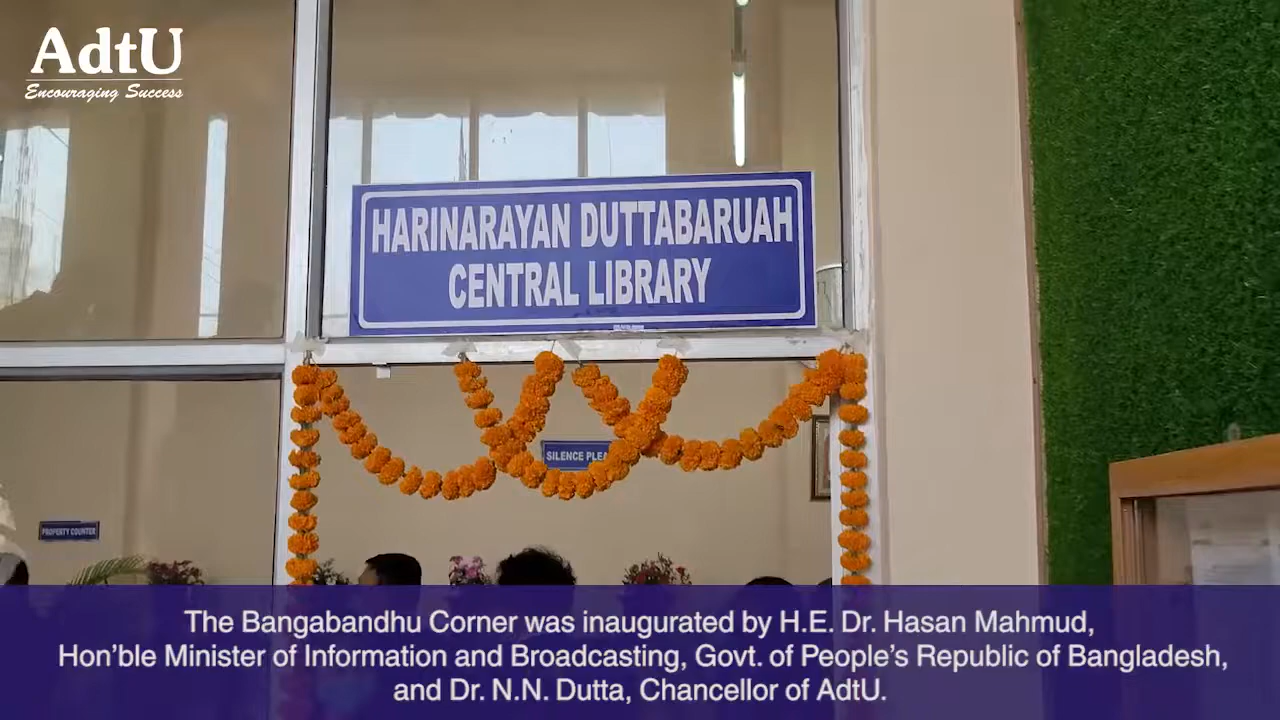 AdtU
Encouraging Success
HARINARAYAN DUTTABARUAH
CENTRAL LIBRARY
SILENCE
PROPERTY COUNTER
The Bangabandhu Corner was inaugurated by H.E. Dr. Hasan Mahmud,
Hon'ble Minister of Information and Broadcasting, Govt. of People's Republic of Bangladesh,
and Dr. N.N. Dutta, Chancellor of AdtU.